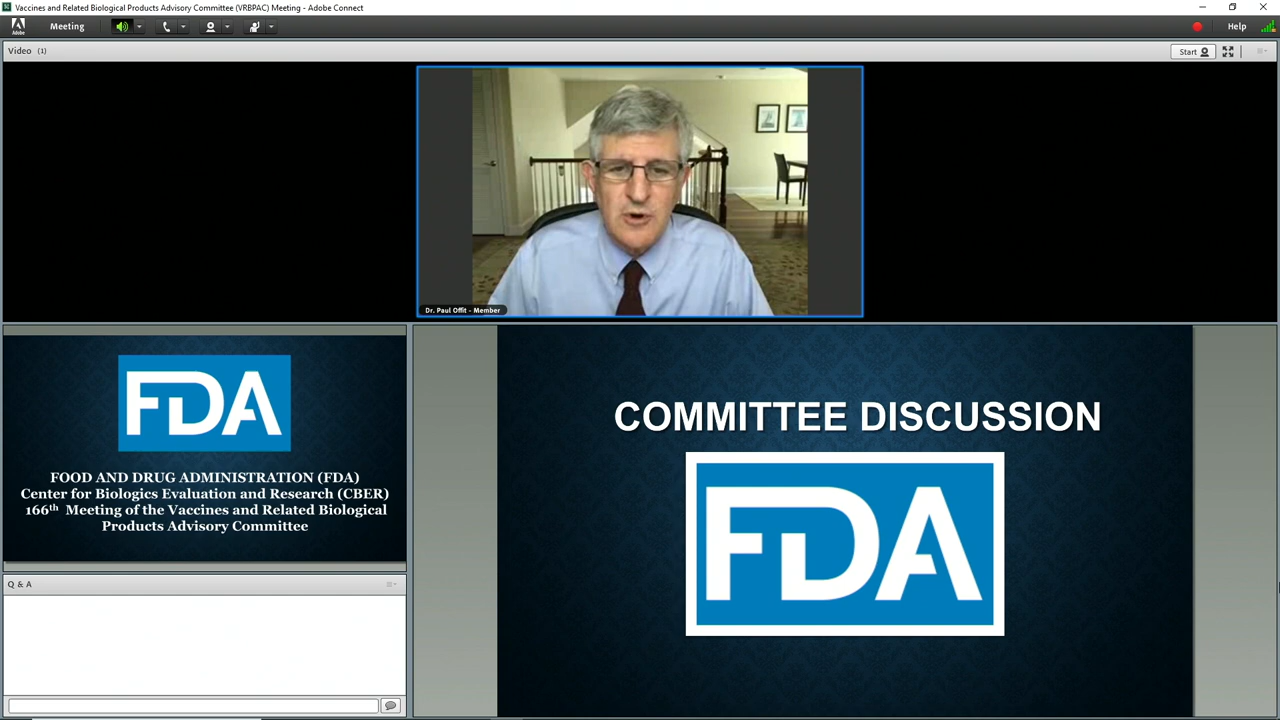 Vaccines and Related Biological Products Advisory Committee (VRBPAC) Meeting - Adobe Connect
Adobe
Meeting
Help
Video (1)
Start
Dr. Paul Offit - Member
FDA
FOOD AND DRUG ADMINISTRATION (FDA)
Center for Biologics Evaluation and Research (CBER)
166th Meeting of the Vaccines and Related Biological
Products Advisory Committee
Q & A
COMMITTEE DISCUSSION
FDA